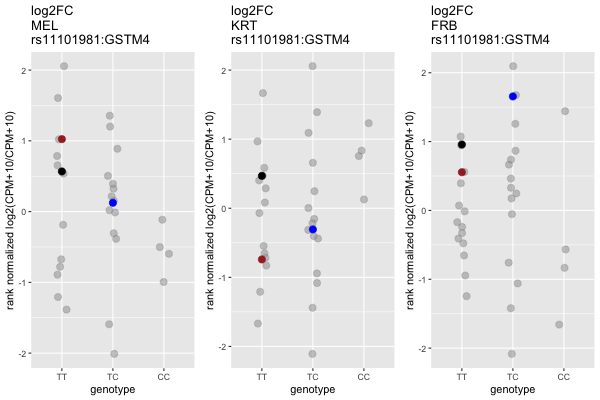 log2FC
MEL
rs11101981:GSTM4
rank normalized log2(CPM+10/CPM+10)
2
1
0
-1
-2
TT
TC
CC
genotype
log2FC
KRT
rs11101981:GSTM4
rank normalized log2(CPM+10/CPM+10)
2
1
0
-1
-2
TT
TC
CC
genotype
log2FC
FRB
rs11101981:GSTM4
rank normalized log2(CPM+10/CPM+10)
2
1
0
-1
-2
TT
TC
CC
genotype